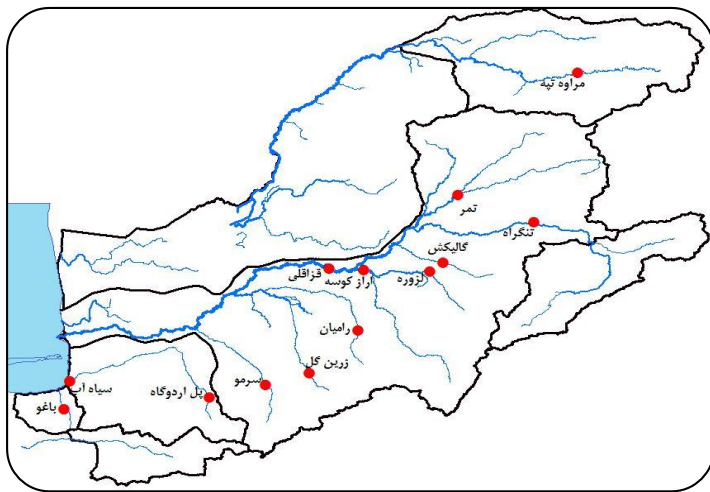 مراوه تپه
تمر
تنگراه
گالیکش
لزوره
قزاقلی
اراز کوسه
رامیان
زرین گل
سرمو
پل اردوگاه
سیاه آب
باغو